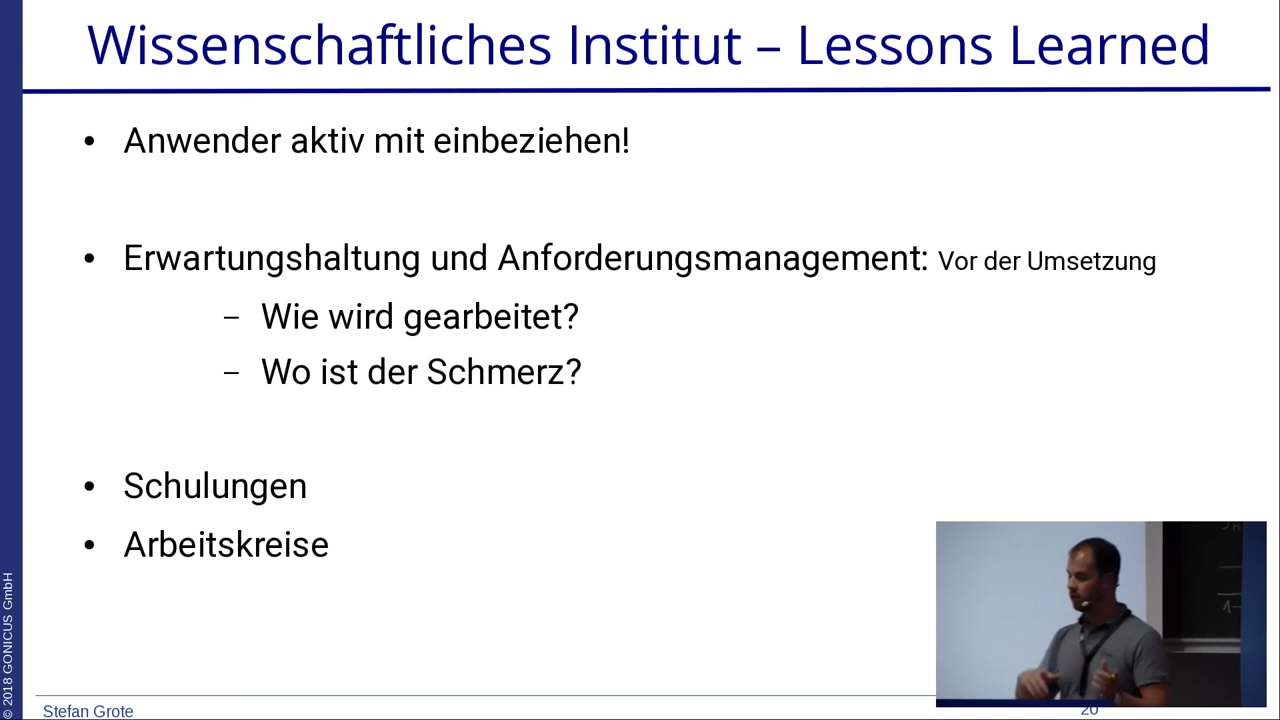 Wissenschaftliches Institut – Lessons Learned
• Anwender aktiv mit einbeziehen!
• Erwartungshaltung und Anforderungsmanagement: Vor der Umsetzung
– Wie wird gearbeitet?
– Wo ist der Schmerz?
• Schulungen
• Arbeitskreise
© 2018 GONICUS GmbH
Stefan Grote
20